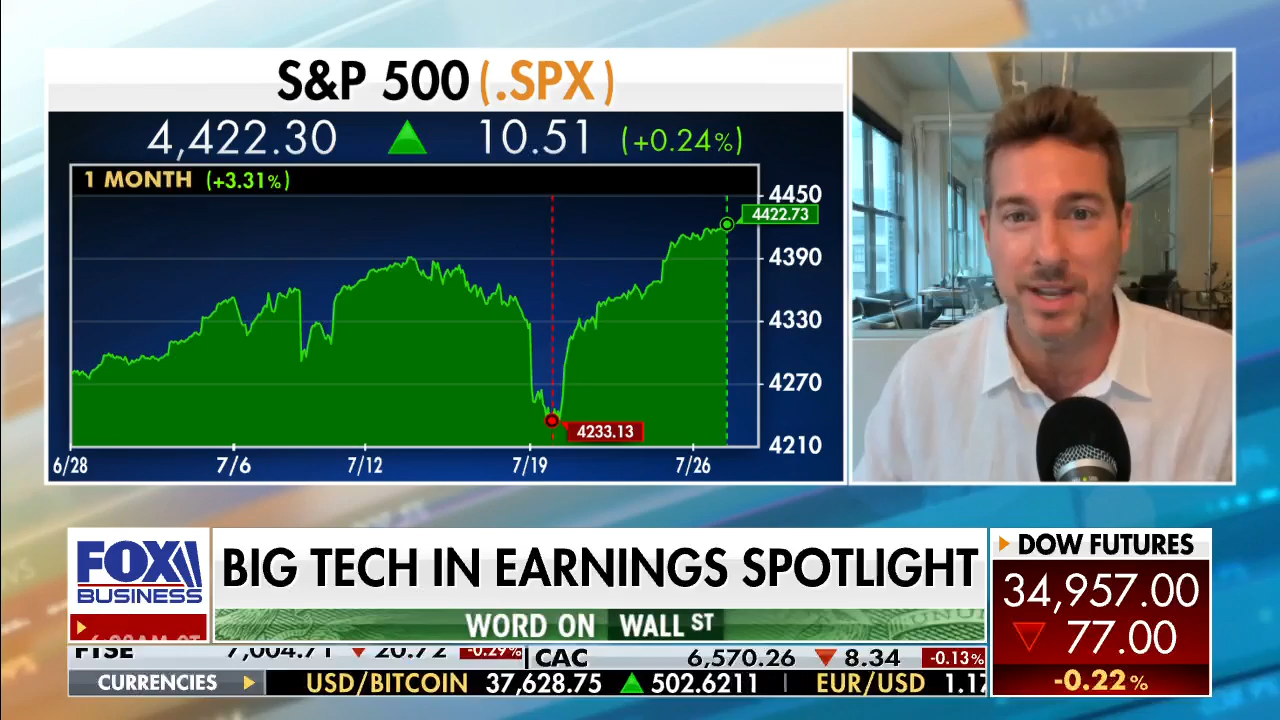 S&P 500 (.SPX)
4,422.30 ▲ 10.51 (+0.24%)
1 MONTH (+3.31%)
4450
4422.73
4390
4330
4270
4233.13
4210
6/28 7/6 7/12 7/19 7/26
FOX
BUSINESS
BIG TECH IN EARNINGS SPOTLIGHT
WORD ON WALL ST
DOW FUTURES
34,957.00
▼ 77.00
-0.22%
FTSE 7,004.71 ▼ 20.72 -0.29% CAC 6,570.26 ▼ 8.34 -0.13%
CURRENCIES USD/BITCOIN 37,628.75 ▲ 502.6211 EUR/USD 1.17